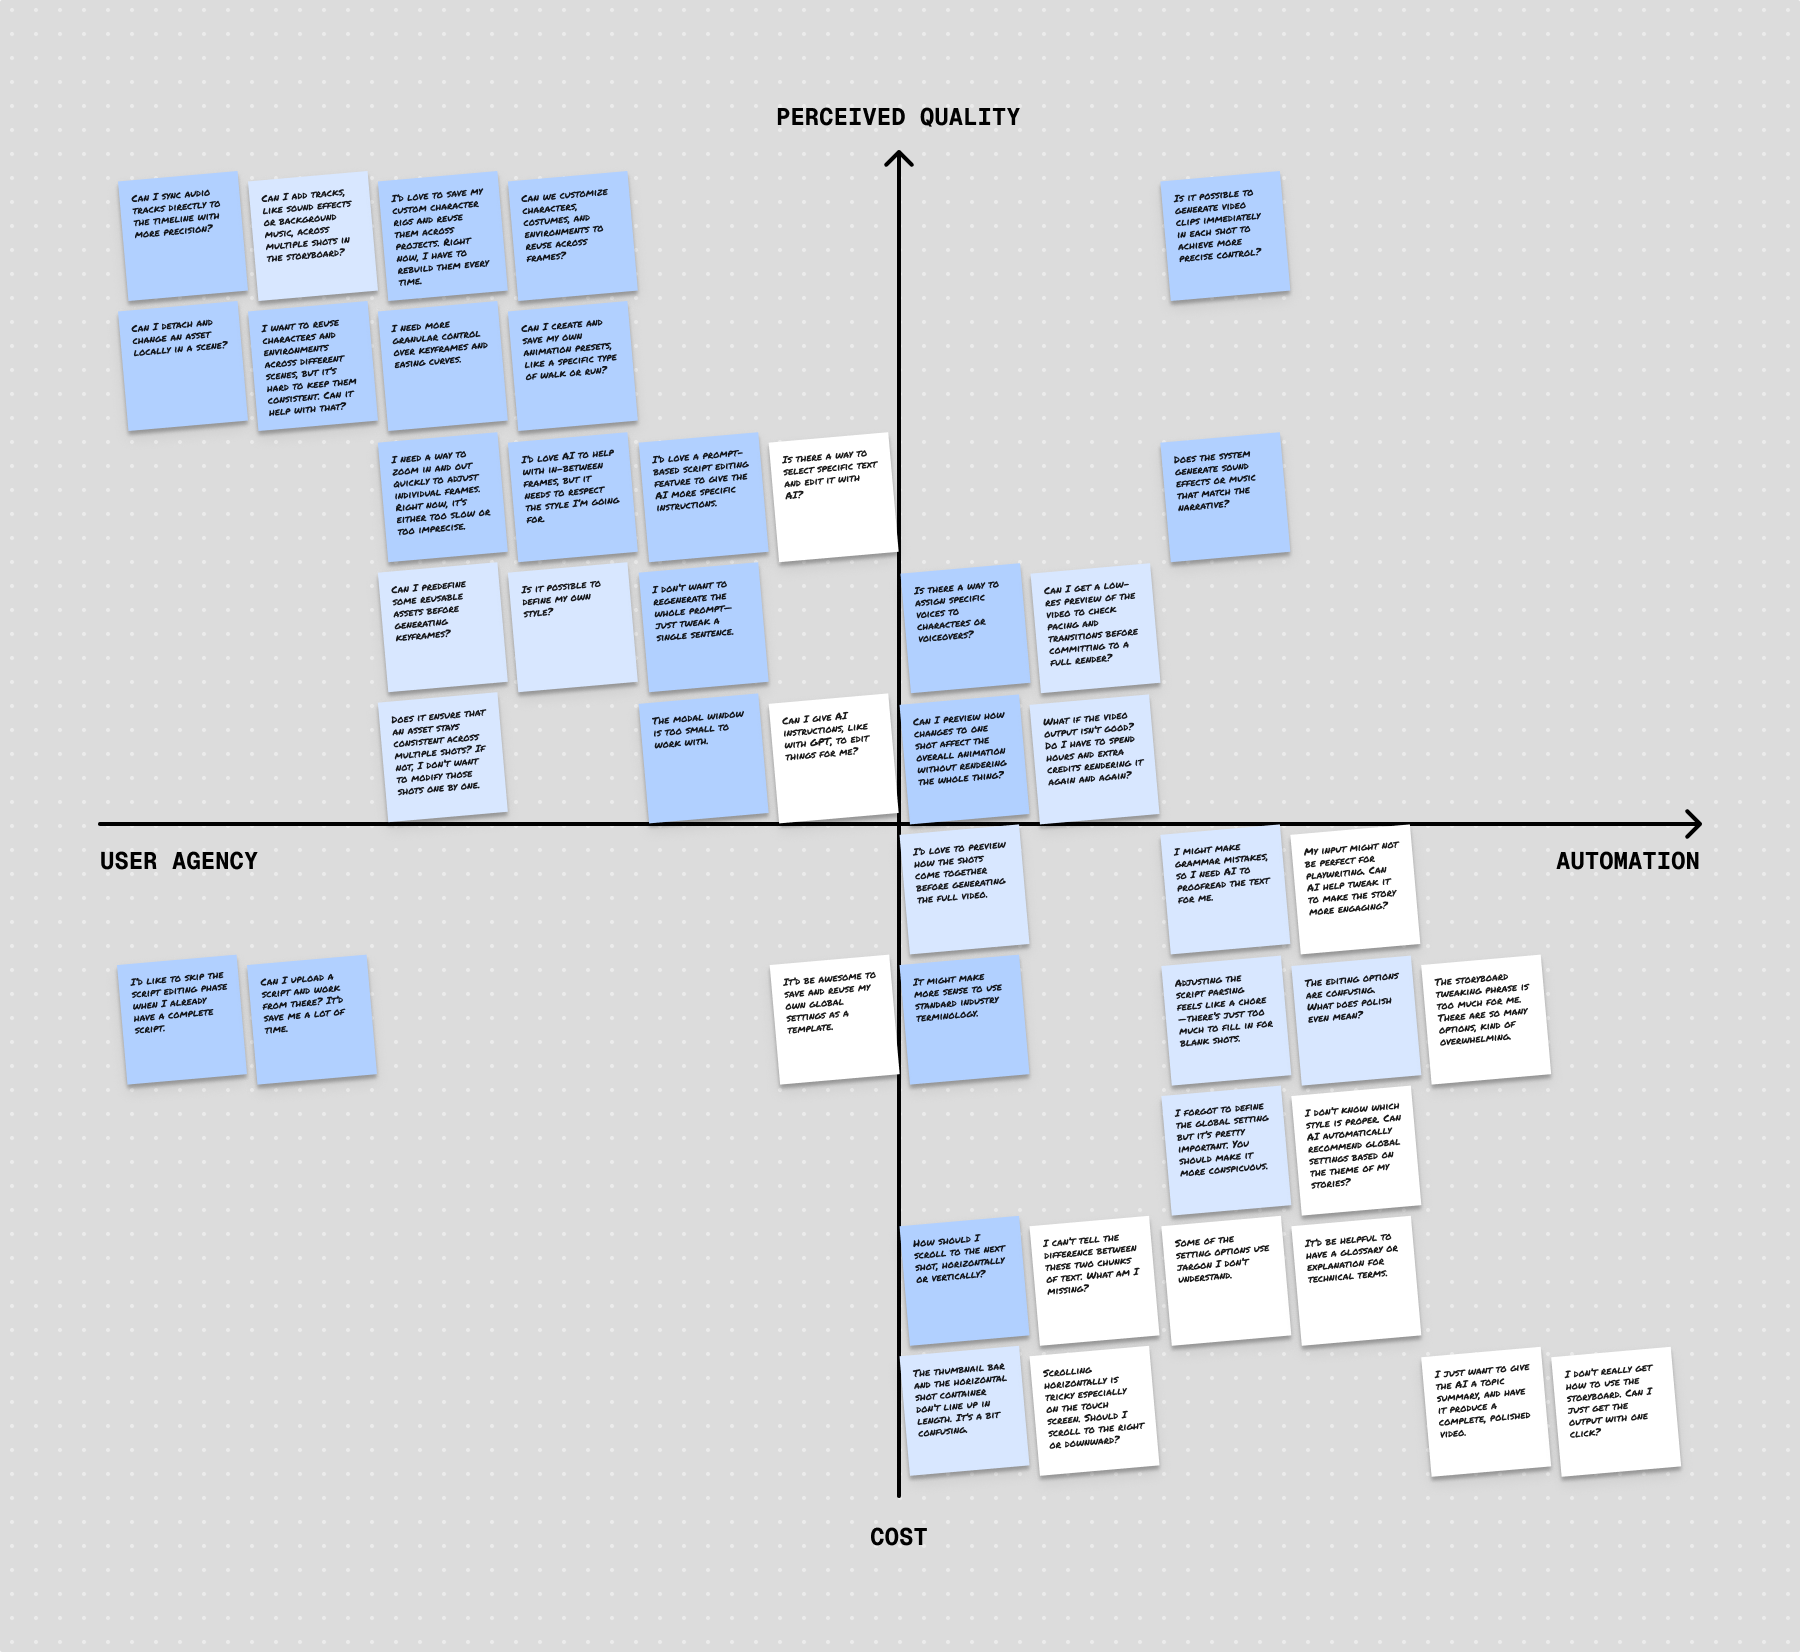 PERCEIVED QUALITY
Can I sync audio
tracks directly to
the timeline with
more precision?
Can I add tracks,
like sound effects
or background
music, across
multiple shots in
the storyboard?
I'd love to save my
custom character
rigs and reuse
them across
projects. Right
now, I have to
rebuild them every
time.
Can we customize
characters,
costumes, and
environments to
reuse across
frames?
Is it possible to
generate video
clips immediately
in each shot to
achieve more
precise control?
Can I detach and
change an asset
locally in a scene?
I want to reuse
characters and
environments
across different
scenes, but it's
hard to keep them
consistent. Can it
help with that?
I need more
granular control
over keyframes and
easing curves.
Can I create and
save my own
animation presets,
like a specific type
of walk or run?
I need a way to
zoom in and out
quickly to adjust
individual frames.
Right now, it's
either too slow or
too imprecise.
I'd love AI to help
with in-between
frames, but it
needs to respect
the style I'm going
for.
I'd love a prompt-
based script editing
feature to give the
AI more specific
instructions.
Is there a way to
select specific text
and edit it with
AI?
Does the system
generate sound
effects or music
that match the
narrative?
Can I predefine
some reusable
assets before
generating
keyframes?
Is it possible to
define my own
style?
I don't want to
regenerate the
whole prompt—
just tweak a
single sentence.
Is there a way to
assign specific
voices to
characters or
voiceovers?
Can I get a low-
res preview of the
video to check
pacing and
transitions before
committing to a
full render?
Does it ensure that
an asset stays
consistent across
multiple shots? If
not, I don't want
to modify those
shots one by one.
The modal window
is too small to
work with.
Can I give AI
instructions, like
with GPT, to edit
things for me?
Can I preview how
changes to one
shot affect the
overall animation
without rendering
the whole thing?
What if the video
output isn't good?
Do I have to spend
hours and extra
credits rendering it
again and again?
USER AGENCY
AUTOMATION
I'd love to preview
how the shots
come together
before generating
the full video.
I might make
grammar mistakes,
so I need AI to
proofread the text
for me.
My input might not
be perfect for
playwriting. Can
AI help tweak it
to make the story
more engaging?
I'd like to skip the
script editing phase
when I already
have a complete
script.
Can I upload a
script and work
from there? It'd
save me a lot of
time.
It'd be awesome to
save and reuse my
own global
settings as a
template.
It might make
more sense to use
standard industry
terminology.
Adjusting the
script parsing
feels like a chore
—there's just too
much to fill in for
blank shots.
The editing options
are confusing.
What does polish
even mean?
The storyboard
tweaking phrase is
too much for me.
There are so many
options, kind of
overwhelming.
I forgot to define
the global setting
but it's pretty
important. You
should make it
more conspicuous.
I don't know which
style is proper. Can
AI automatically
recommend global
settings based on
the theme of my
stories?
How should I
scroll to the next
shot, horizontally
or vertically?
I can't tell the
difference between
these two chunks
of text. What am I
missing?
Some of the
setting options use
jargon I don't
understand.
It'd be helpful to
have a glossary or
explanation for
technical terms.
The thumbnail bar
and the horizontal
shot container
don't line up in
length. It's a bit
confusing.
Scrolling
horizontally is
tricky especially
on the touch
screen. Should I
scroll to the right
or downward?
I just want to give
the AI a topic
summary, and have
it produce a
complete, polished
video.
I don't really get
how to use the
storyboard. Can I
just get the
output with one
click?
COST